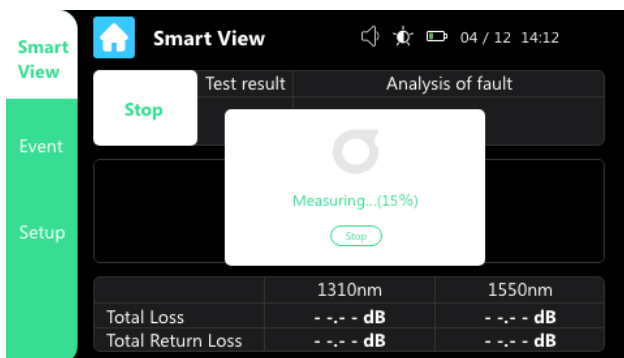 Smart View
Smart View 04 / 12 14:12
Event
Setup
Stop
Test result Analysis of fault
Measuring...(15%)
Stop
1310nm 1550nm
Total Loss - -.- - dB - -.- - dB
Total Return Loss - -.- - dB - -.- - dB